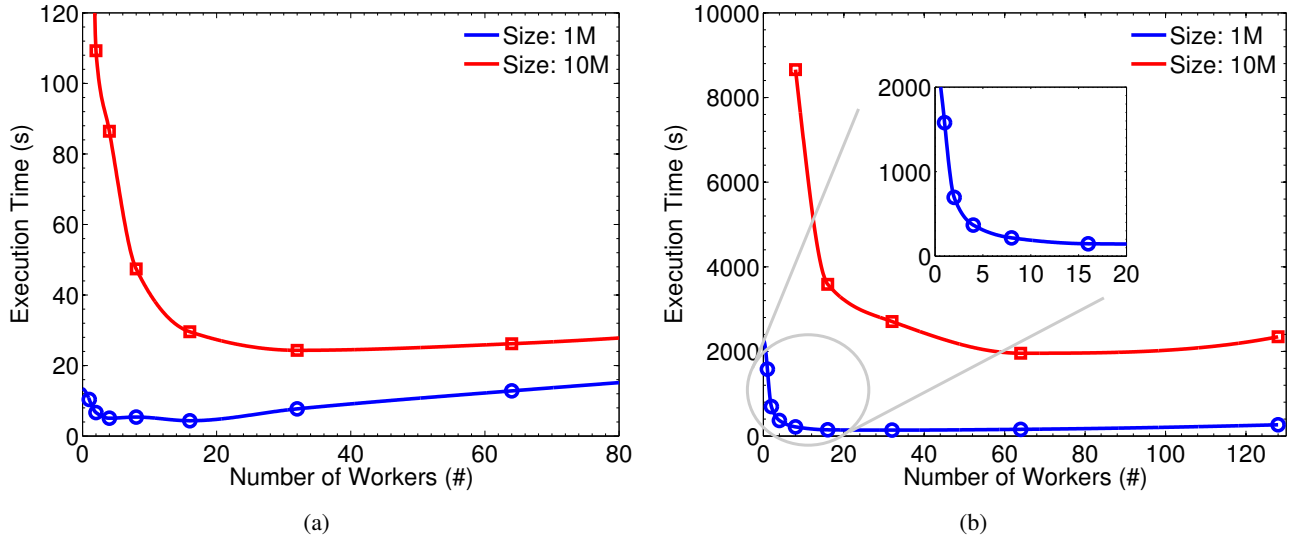 120
100
80
60
40
20
0
Execution Time (s)
Size: 1M
Size: 10M
0 20 40 60 80
Number of Workers (#)
(a)
10000
8000
6000
4000
2000
0
Execution Time (s)
Size: 1M
Size: 10M
2000
1000
0
0 5 10 15 20
0 20 40 60 80 100 120
Number of Workers (#)
(b)